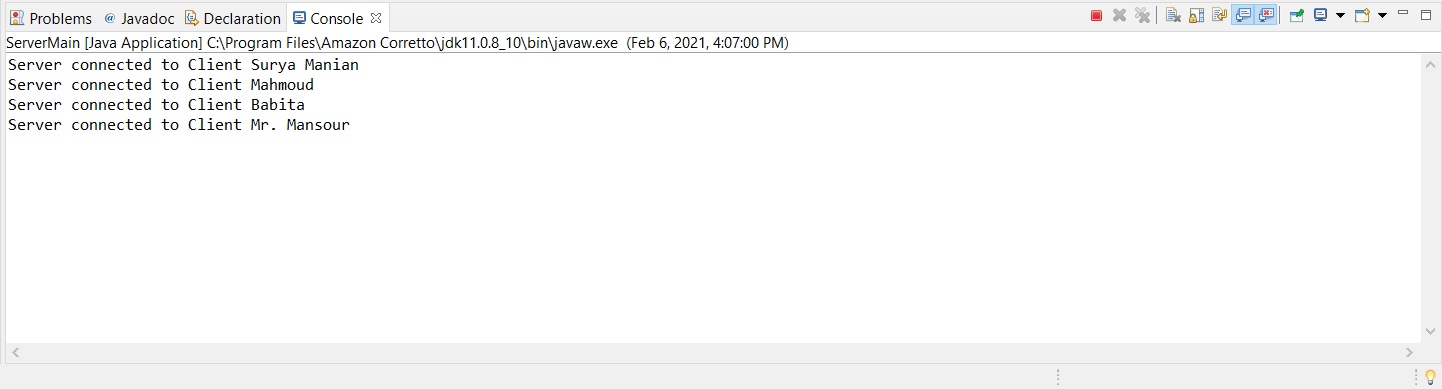 Problems @ Javadoc Declaration Console
ServerMain [Java Application] C:\Program Files\Amazon Corretto\jdk11.0.8_10\bin\javaw.exe (Feb 6, 2021, 4:07:00 PM)
Server connected to Client Surya Manian
Server connected to Client Mahmoud
Server connected to Client Babita
Server connected to Client Mr. Mansour